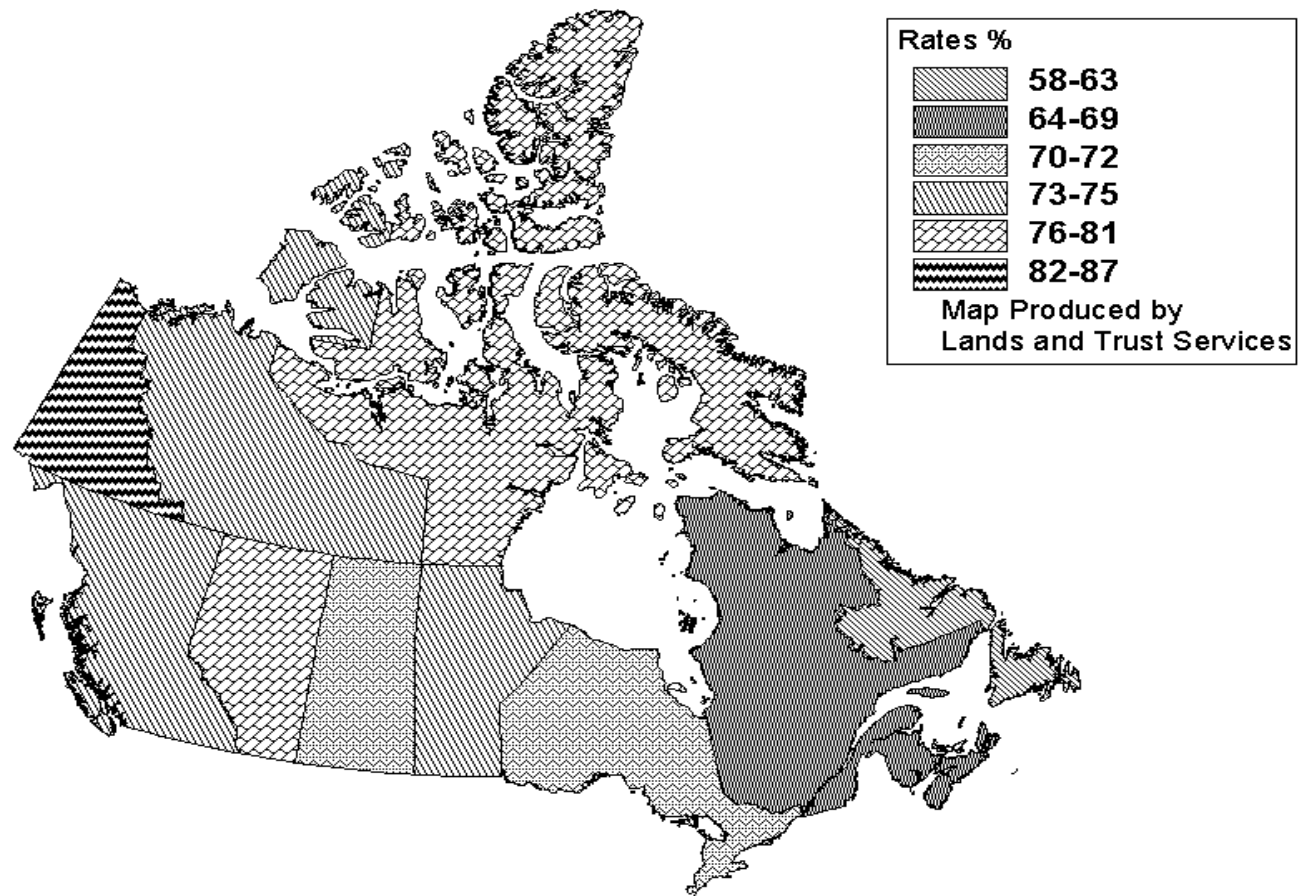 Rates %
58-63
64-69
70-72
73-75
76-81
82-87
Map Produced by
Lands and Trust Services